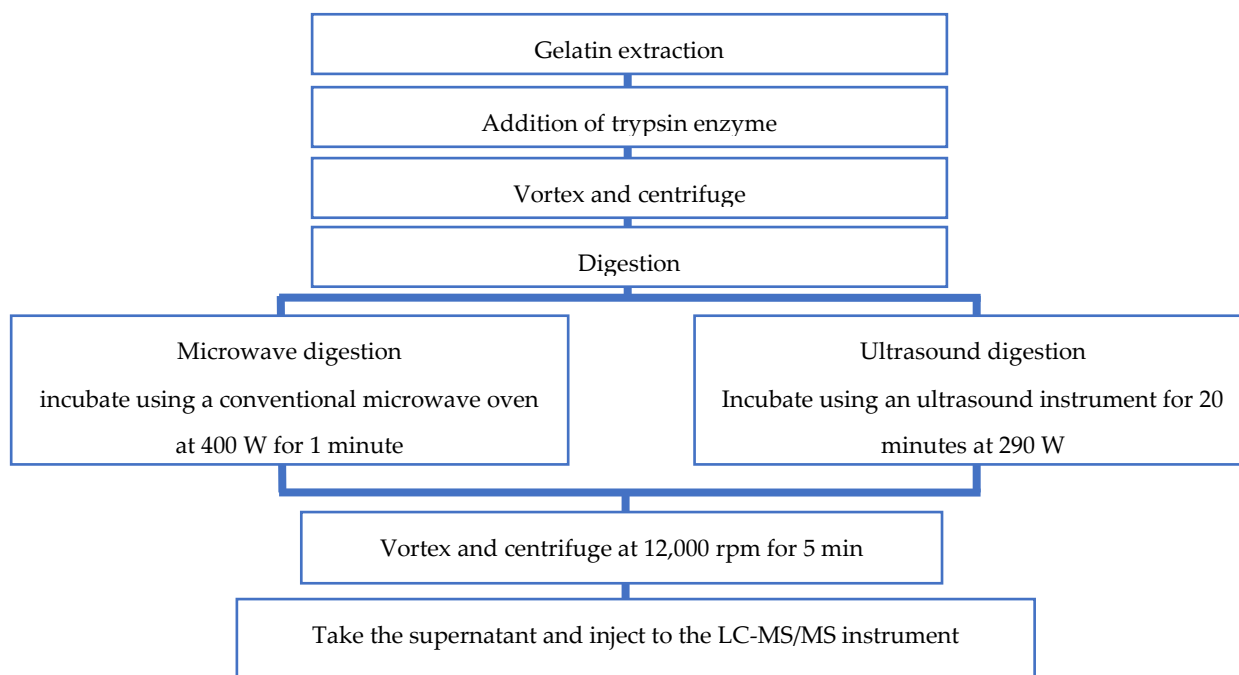 Gelatin extraction
Addition of trypsin enzyme
Vortex and centrifuge
Digestion
Microwave digestion
incubate using a conventional microwave oven
at 400 W for 1 minute
Ultrasound digestion
Incubate using an ultrasound instrument for 20
minutes at 290 W
Vortex and centrifuge at 12,000 rpm for 5 min
Take the supernatant and inject to the LC-MS/MS instrument